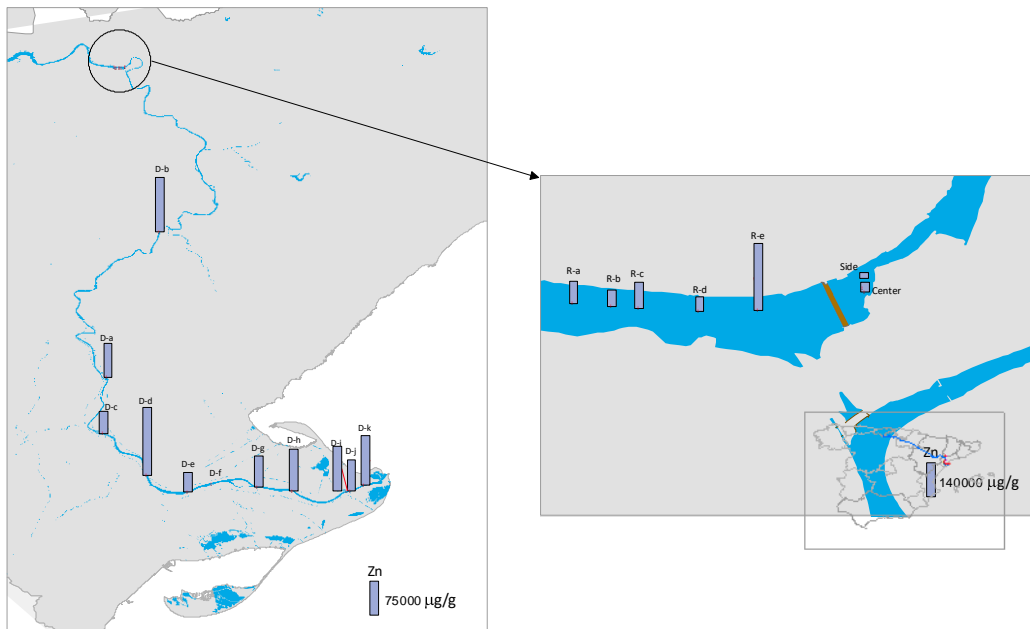 D-b
D-a
D-c
D-d
D-e
D-f
D-g
D-h
D-i
D-j
D-k
Zn
75000 µg/g
R-a
R-b
R-c
R-d
R-e
Side
Center
Zn
140000 µg/g